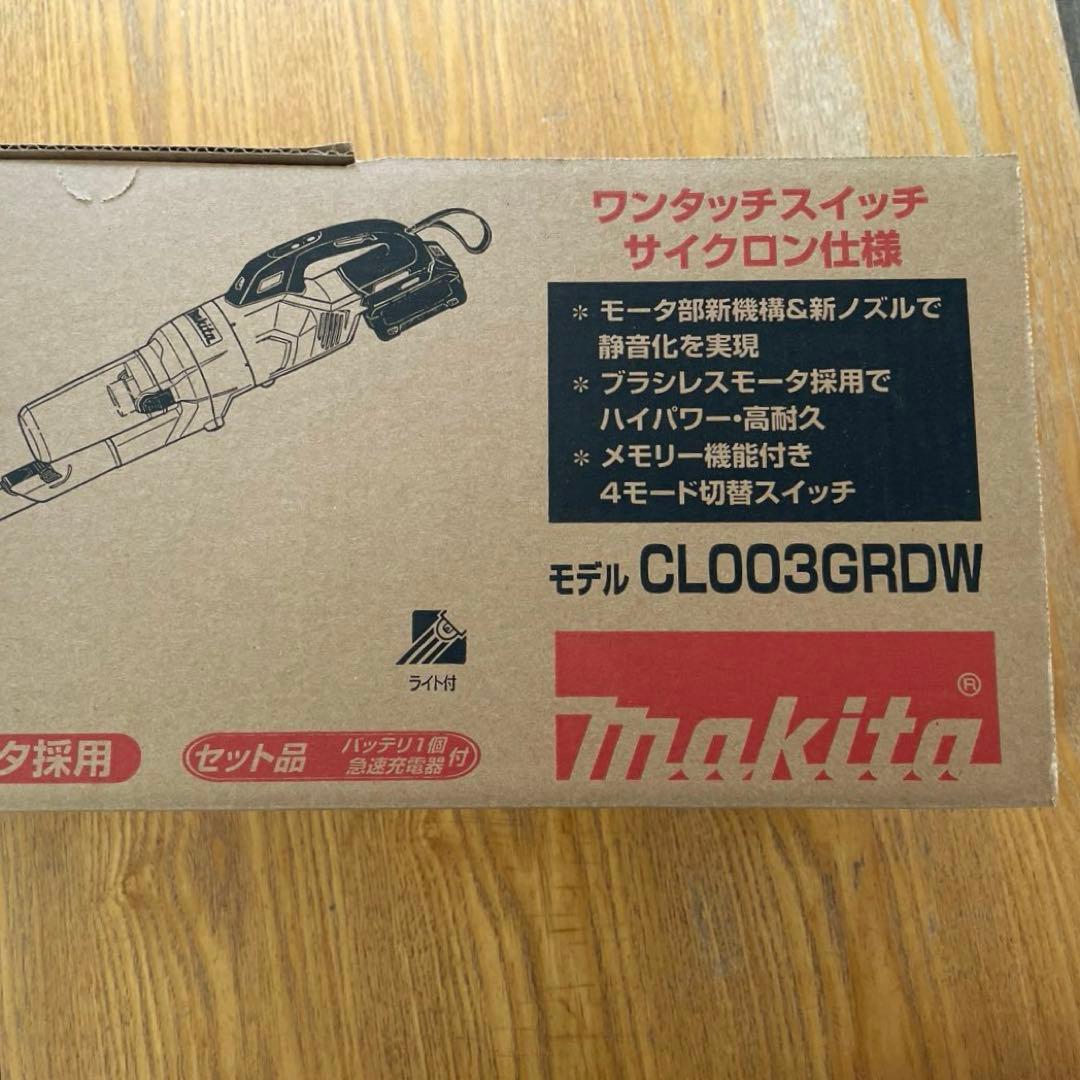 ワンタッチスイッチ
サイクロン仕様
* モータ部新機構&新ノズルで
静音化を実現
* ブラシレスモータ採用で
ハイパワー・高耐久
* メモリー機能付き
4モード切替スイッチ
モデル CL003GRDW
makita
ライト付
タ採用
セット品 バッテリ1個
急速充電器 付
makita®